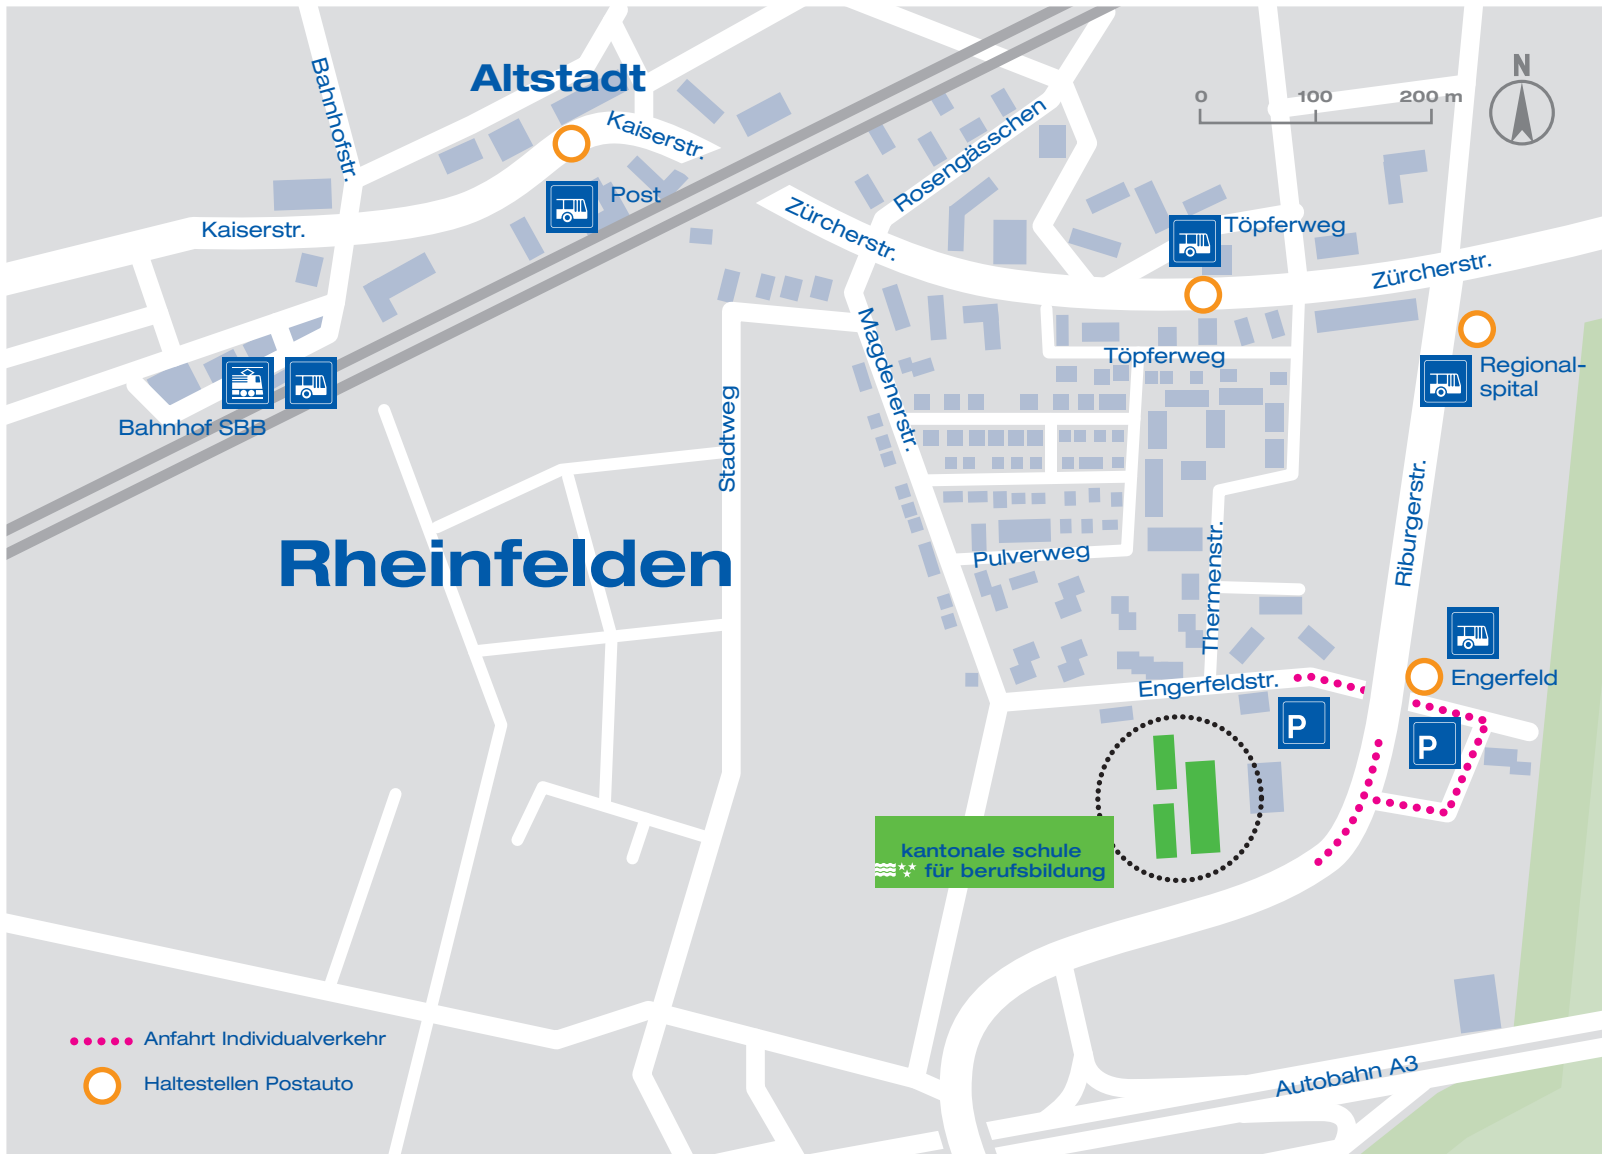 Altstadt
Bahnhofstr.
Kaiserstr.
Post
Kaiserstr.
Bahnhof SBB
Rheinfelden
Stadtweg
Zürcherstr.
Rosengässchen
0 100 200 m
N
Töpferweg
Zürcherstr.
Magdenerstr.
Töpferweg
Regional-
spital
Riburgerstr.
Pulverweg
Thermenstr.
Engerfeldstr.
Engerfeld
P
P
kantonale schule
für berufsbildung
Anfahrt Individualverkehr
Haltestellen Postauto
Autobahn A3